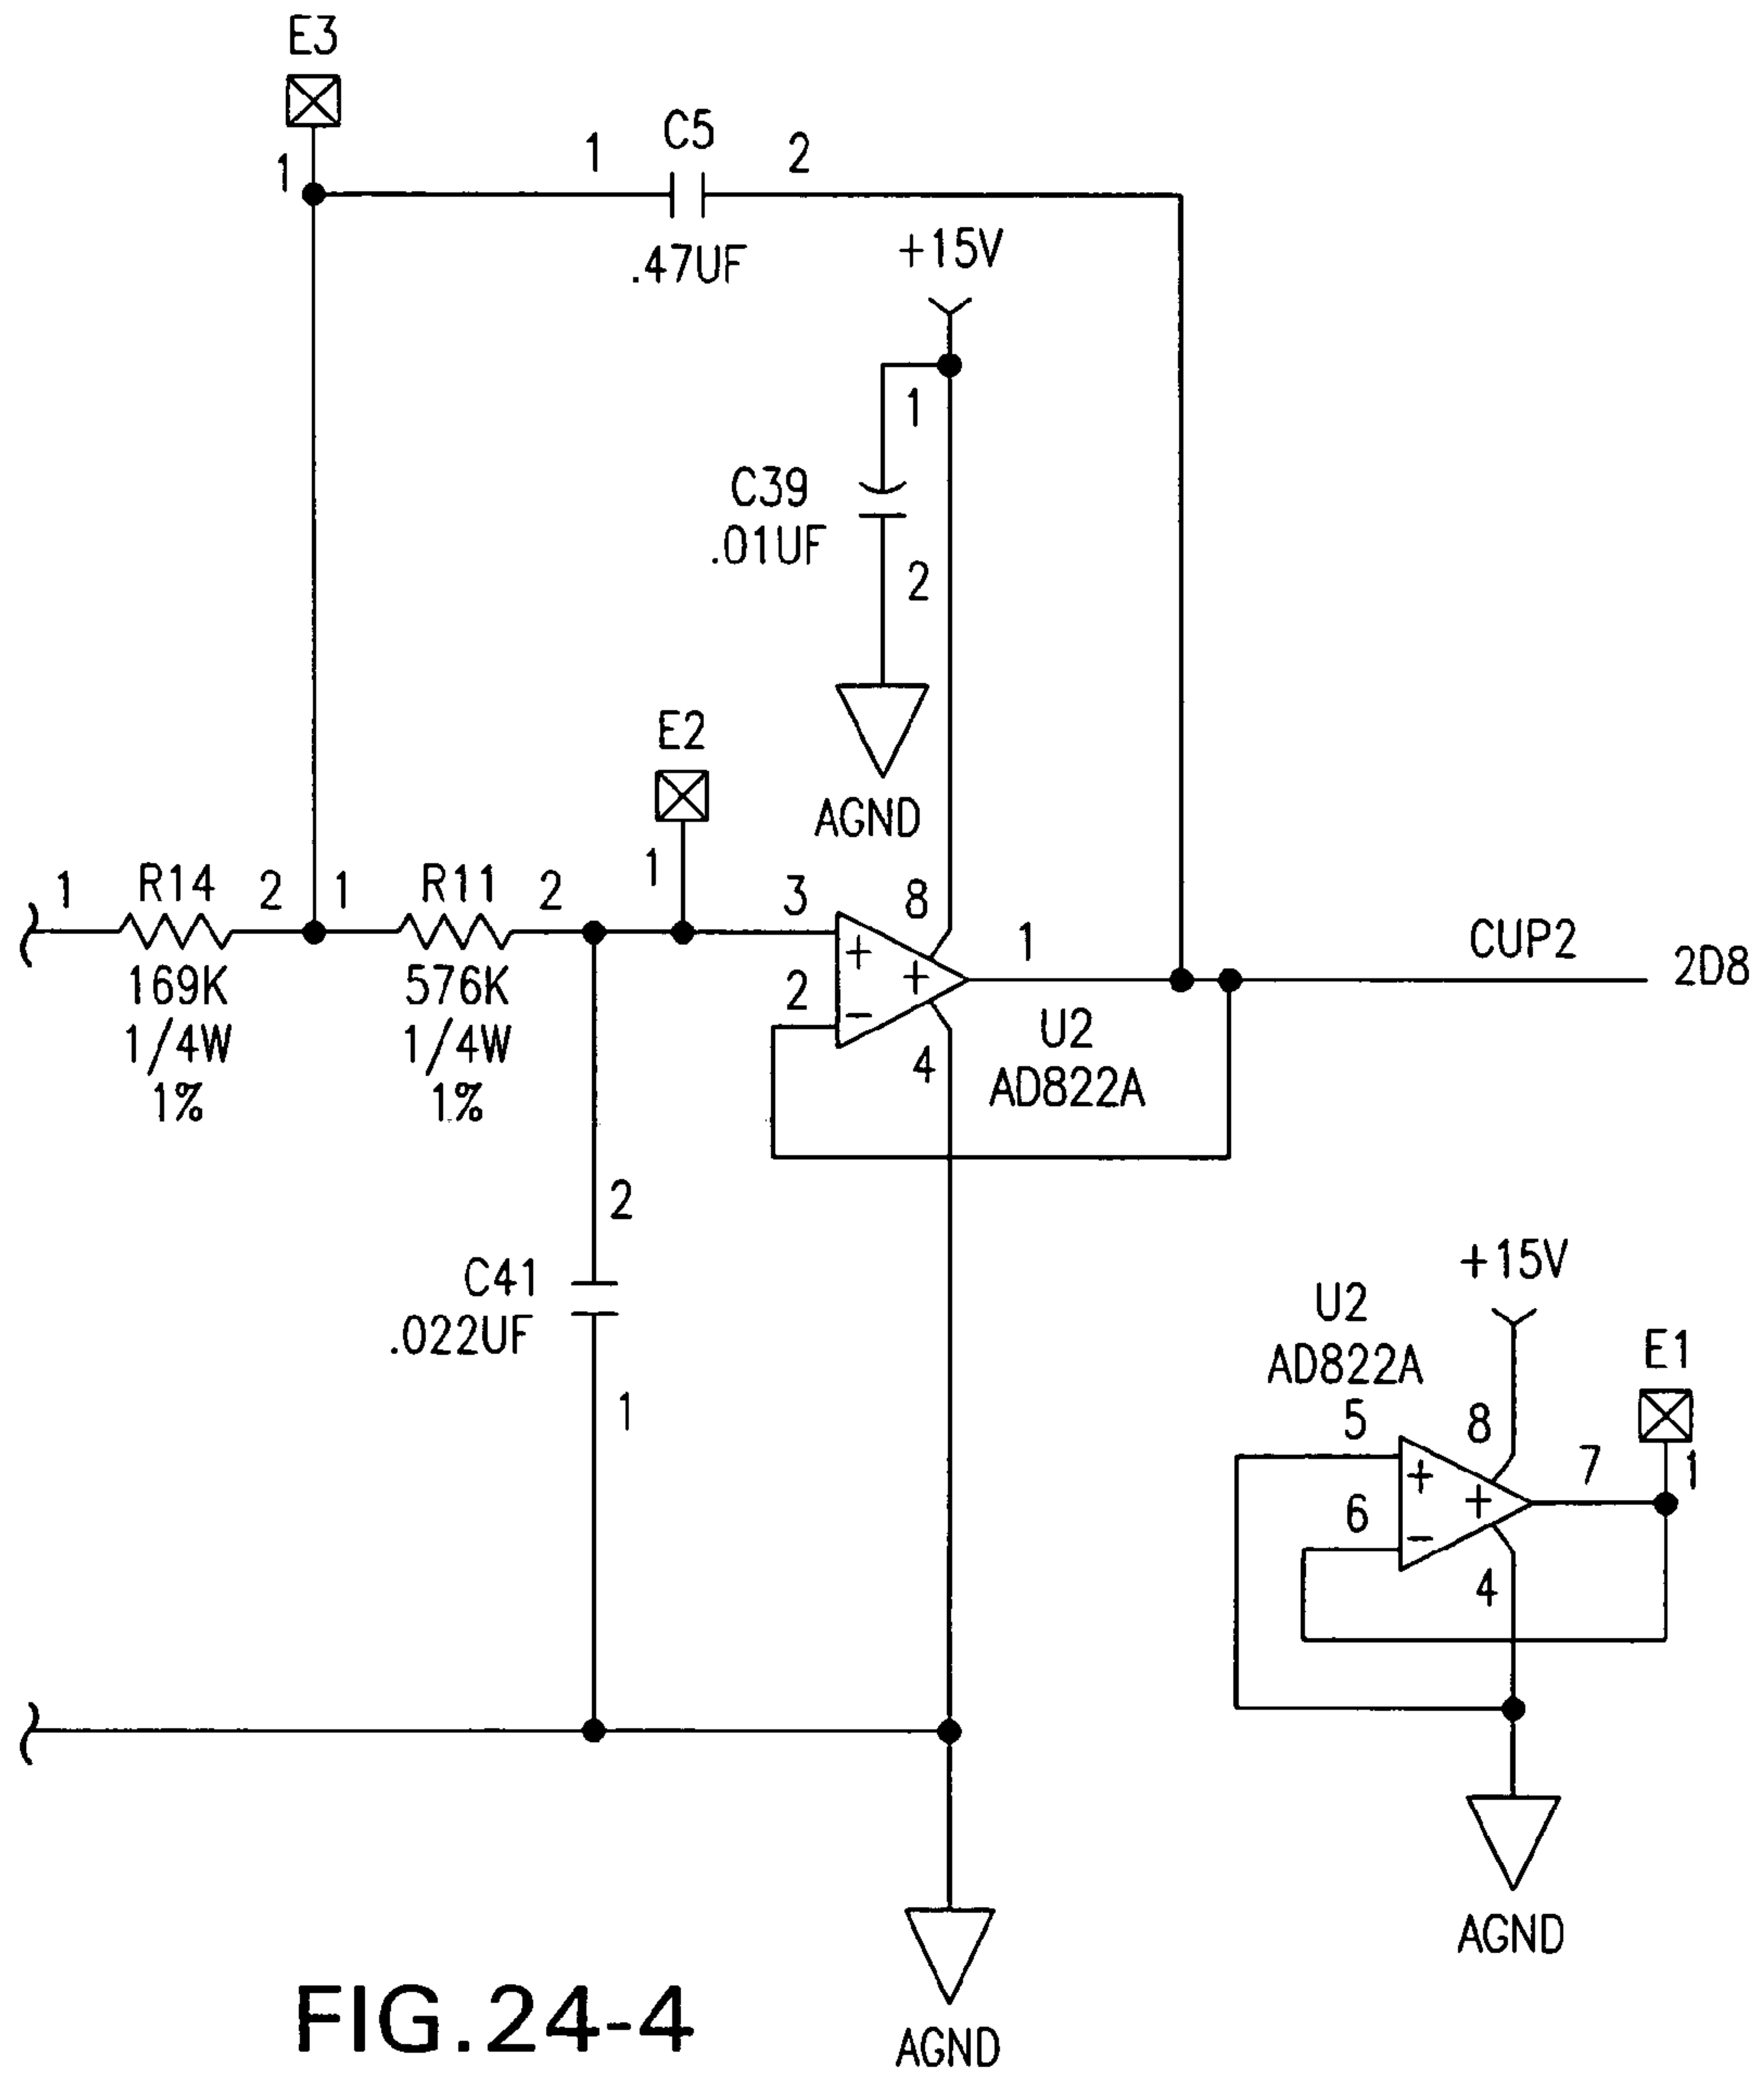 E3
1
1 C5 2
.47UF
+15V
1
C39
.01UF
2
AGND
E2
1
1 R14 2 1 R11 2
169K
1/4W
1%
576K
1/4W
1%
3
8
+
+
2
−
1
4
U2
AD822A
CUP2
2D8
2
C41
.022UF
1
+15V
U2
AD822A
E1
5
8
7
1
+
+
6
−
4
AGND
AGND
FIG.24-4